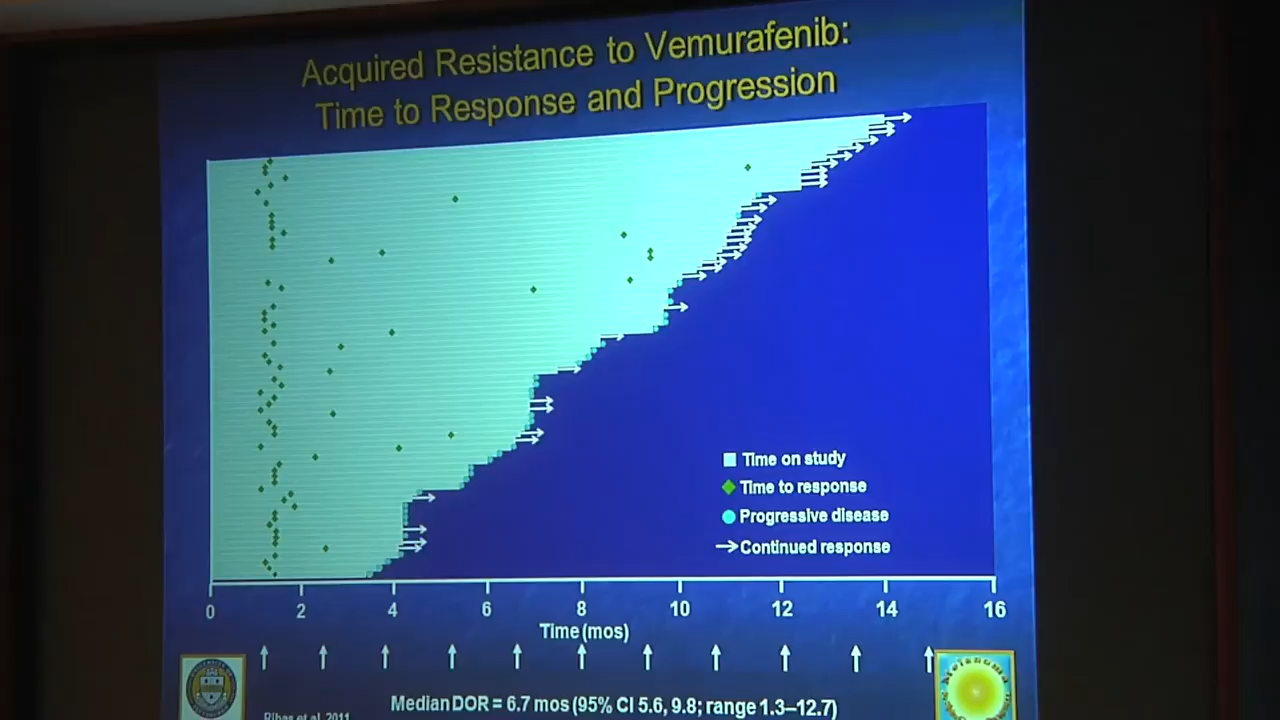 Acquired Resistance to Vemurafenib:
Time to Response and Progression
Time on study
Time to response
Progressive disease
Continued response
0 2 4 6 8 10 12 14 16
Time (mos)
Median DOR = 6.7 mos (95% CI 5.6, 9.8; range 1.3–12.7)
Ribas et al. 2011
Melanoma